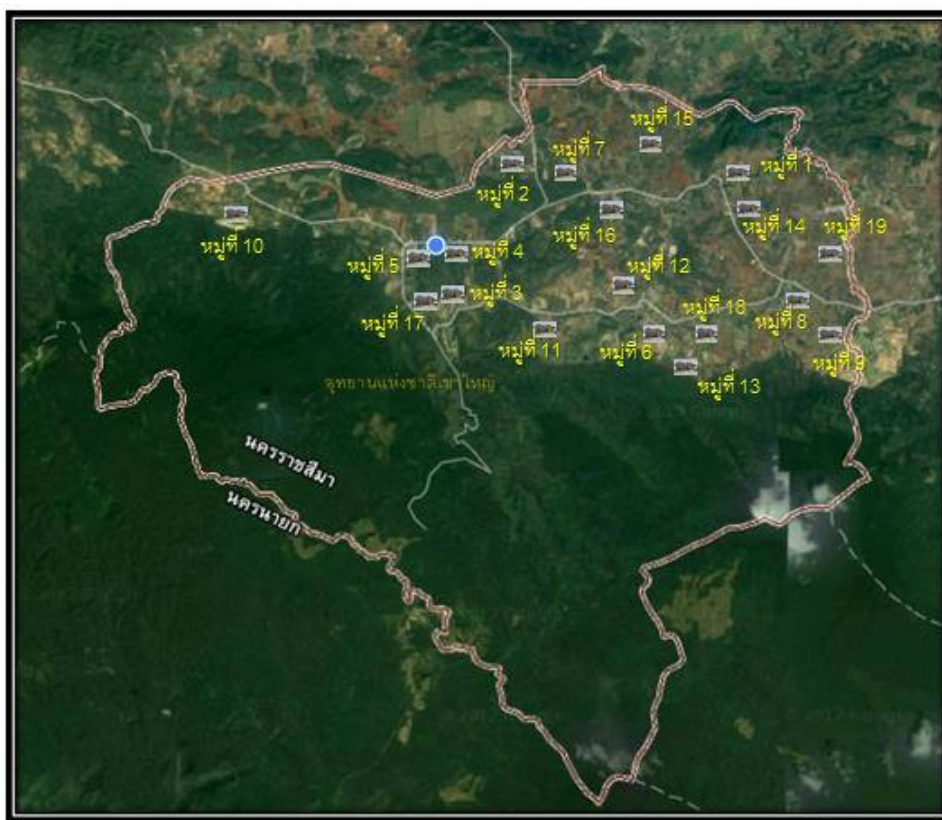 หมู่ที่ 15
หมู่ที่ 7
หมู่ที่ 1
หมู่ที่ 2
หมู่ที่ 14
หมู่ที่ 19
หมู่ที่ 16
หมู่ที่ 10
หมู่ที่ 4
หมู่ที่ 5
หมู่ที่ 12
หมู่ที่ 3
หมู่ที่ 18
หมู่ที่ 17
หมู่ที่ 11
หมู่ที่ 6
หมู่ที่ 8
หมู่ที่ 9
หมู่ที่ 13
อุทยานแห่งชาติเขาใหญ่
นครราชสีมา
นครนายก